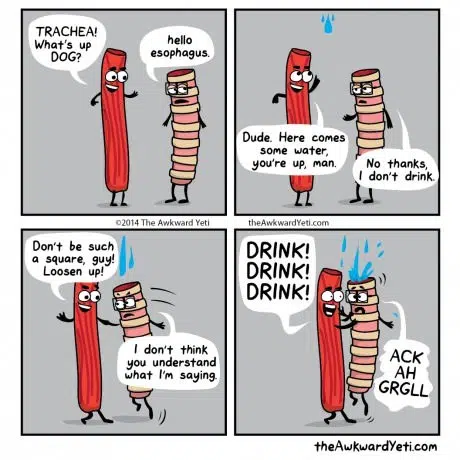 TRACHEA!
What's up
DOG?
hello
esophagus.
Dude. Here comes
some water,
you're up, man.
No thanks,
I don't drink.
©2014 The Awkward Yeti
theAwkwardYeti.com
Don't be such
a square, guy!
Loosen up!
I don't think
you understand
what I'm saying.
DRINK!
DRINK!
DRINK!
ACK
AH
GRGLL
theAwkwardYeti.com